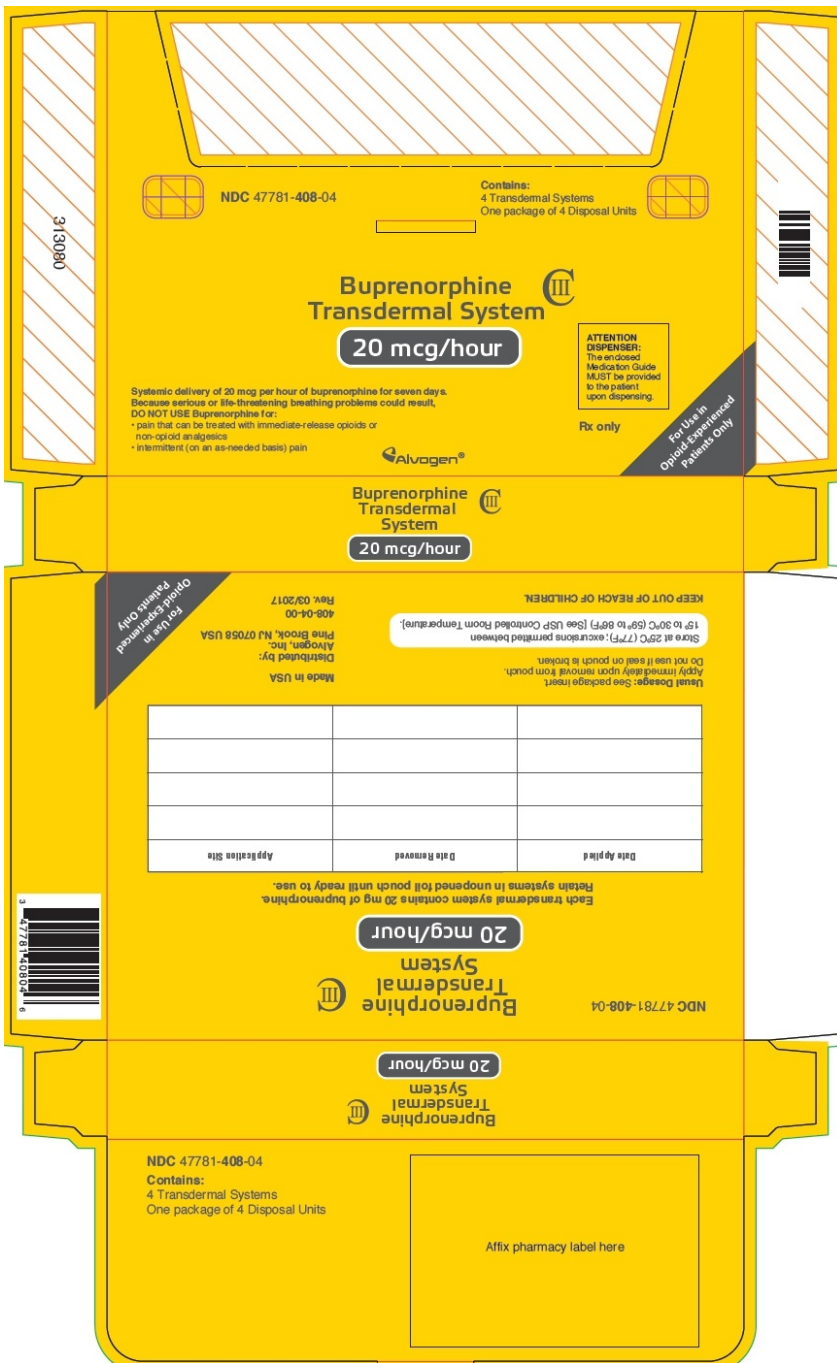 313080
NDC 47781-408-04
Contains:
4 Transdermal Systems
One package of 4 Disposal Units
Buprenorphine CIII
Transdermal System
20 mcg/hour
Systemic delivery of 20 mcg per hour of buprenorphine for seven days.
Because serious or life-threatening breathing problems could result,
DO NOT USE Buprenorphine for:
• pain that can be treated with immediate-release opioids or
non-opioid analgesics
• intermittent (on an as-needed basis) pain
Alvogen®
ATTENTION
DISPENSER:
The enclosed
Medication Guide
MUST be provided
to the patient
upon dispensing.
Rx only
For Use in
Opioid-Experienced
Patients Only
Buprenorphine CIII
Transdermal
System
20 mcg/hour
NDC 47781-408-04
Buprenorphine CIII
Transdermal
System
20 mcg/hour
Each transdermal system contains 20 mg of buprenorphine.
Retain systems in unopened foil pouch until ready to use.
Date Applied Date Removed Application Site
Usual Dosage: See package insert.
Apply immediately upon removal from pouch.
Do not use if seal on pouch is broken.
Store at 25ºC (77ºF); excursions permitted between
15º to 30ºC (59º to 86ºF) [See USP Controlled Room Temperature].
KEEP OUT OF REACH OF CHILDREN.
Made in USA
Distributed by:
Alvogen, Inc.
Pine Brook, NJ 07058 USA
408-04-00
Rev. 03/2017
For Use in
Opioid-Experienced
Patients Only
3 47781 40804 6
Buprenorphine CIII
Transdermal
System
20 mcg/hour
NDC 47781-408-04
Contains:
4 Transdermal Systems
One package of 4 Disposal Units
Affix pharmacy label here